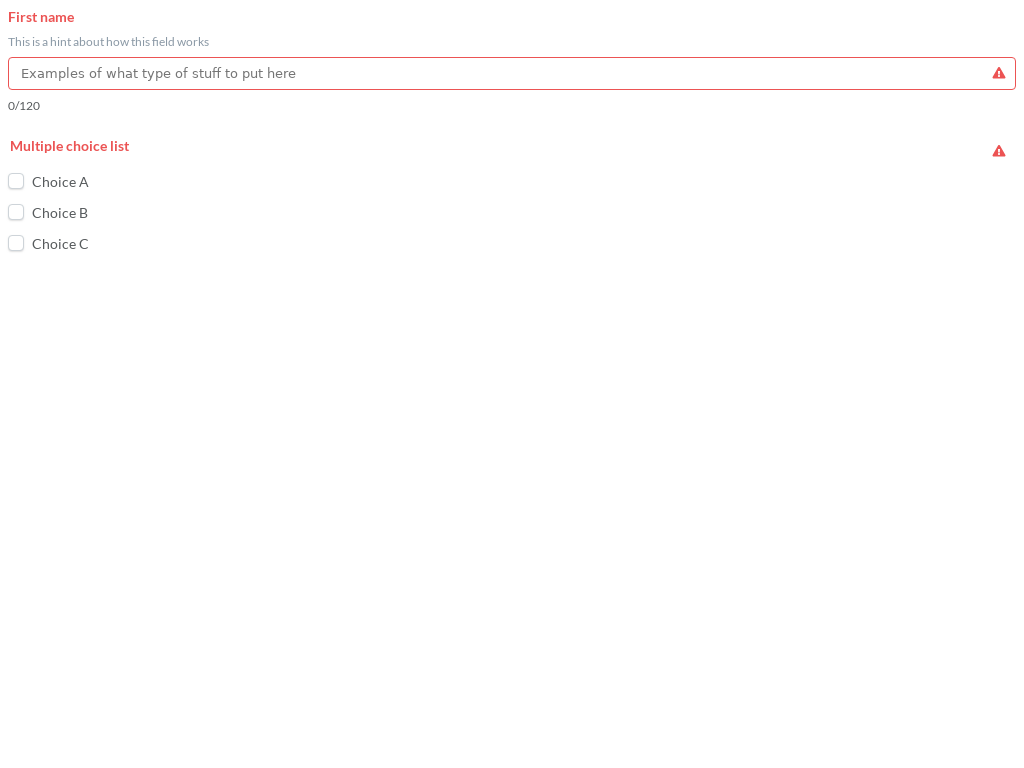 First name
This is a hint about how this field works
Examples of what type of stuff to put here
0/120
Multiple choice list
Choice A
Choice B
Choice C